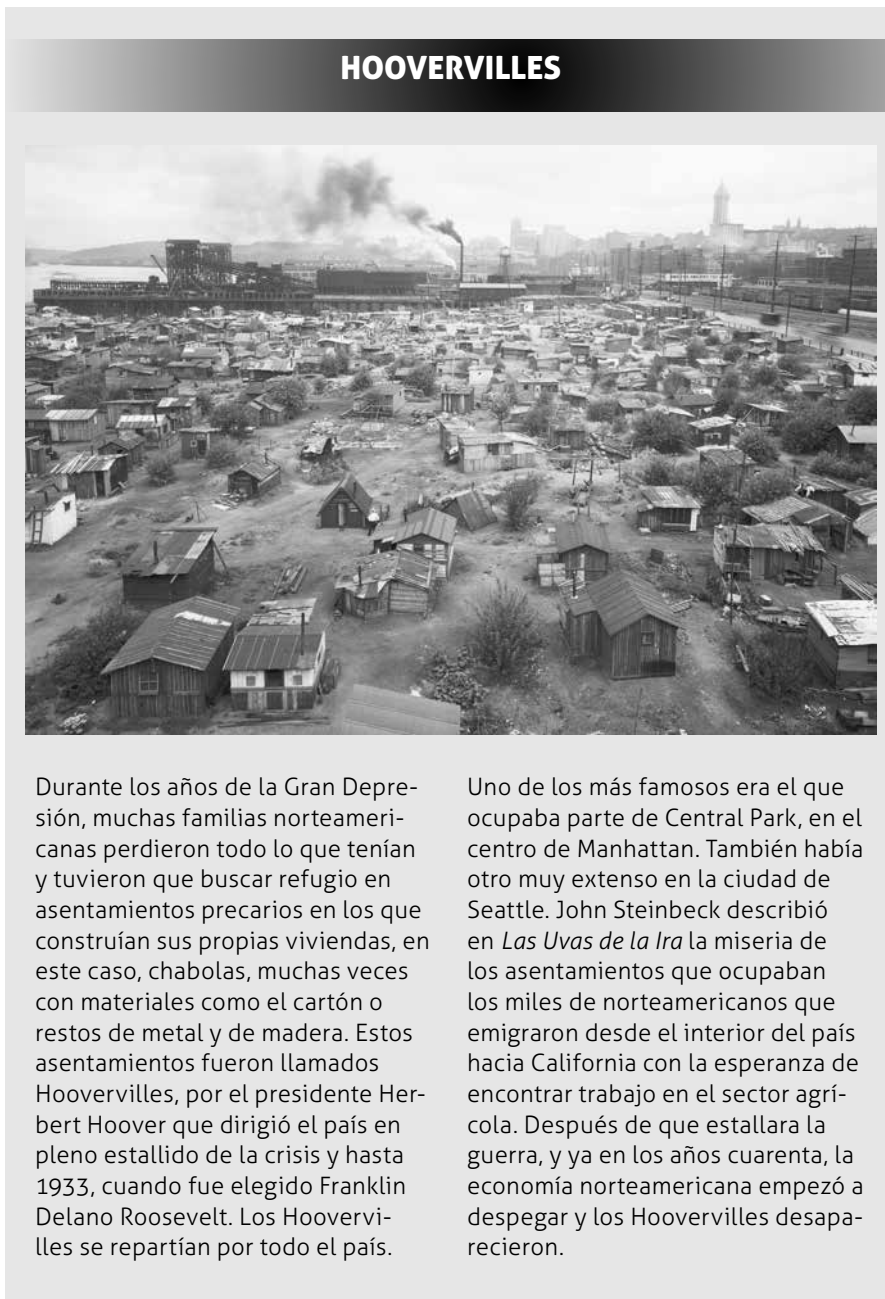 HOOVERVILLES
Durante los años de la Gran Depre-
sión, muchas familias norteameri-
canas perdieron todo lo que tenían
y tuvieron que buscar refugio en
asentamientos precarios en los que
construían sus propias viviendas, en
este caso, chabolas, muchas veces
con materiales como el cartón o
restos de metal y de madera. Estos
asentamientos fueron llamados
Hoovervilles, por el presidente Her-
bert Hoover que dirigió el país en
pleno estallido de la crisis y hasta
1933, cuando fue elegido Franklin
Delano Roosevelt. Los Hoovervi-
lles se repartían por todo el país.
Uno de los más famosos era el que
ocupaba parte de Central Park, en el
centro de Manhattan. También había
otro muy extenso en la ciudad de
Seattle. John Steinbeck describió
en Las Uvas de la Ira la miseria de
los asentamientos que ocupaban
los miles de norteamericanos que
emigraron desde el interior del país
hacia California con la esperanza de
encontrar trabajo en el sector agrí-
cola. Después de que estallara la
guerra, y ya en los años cuarenta, la
economía norteamericana empezó a
despegar y los Hoovervilles desapa-
recieron.